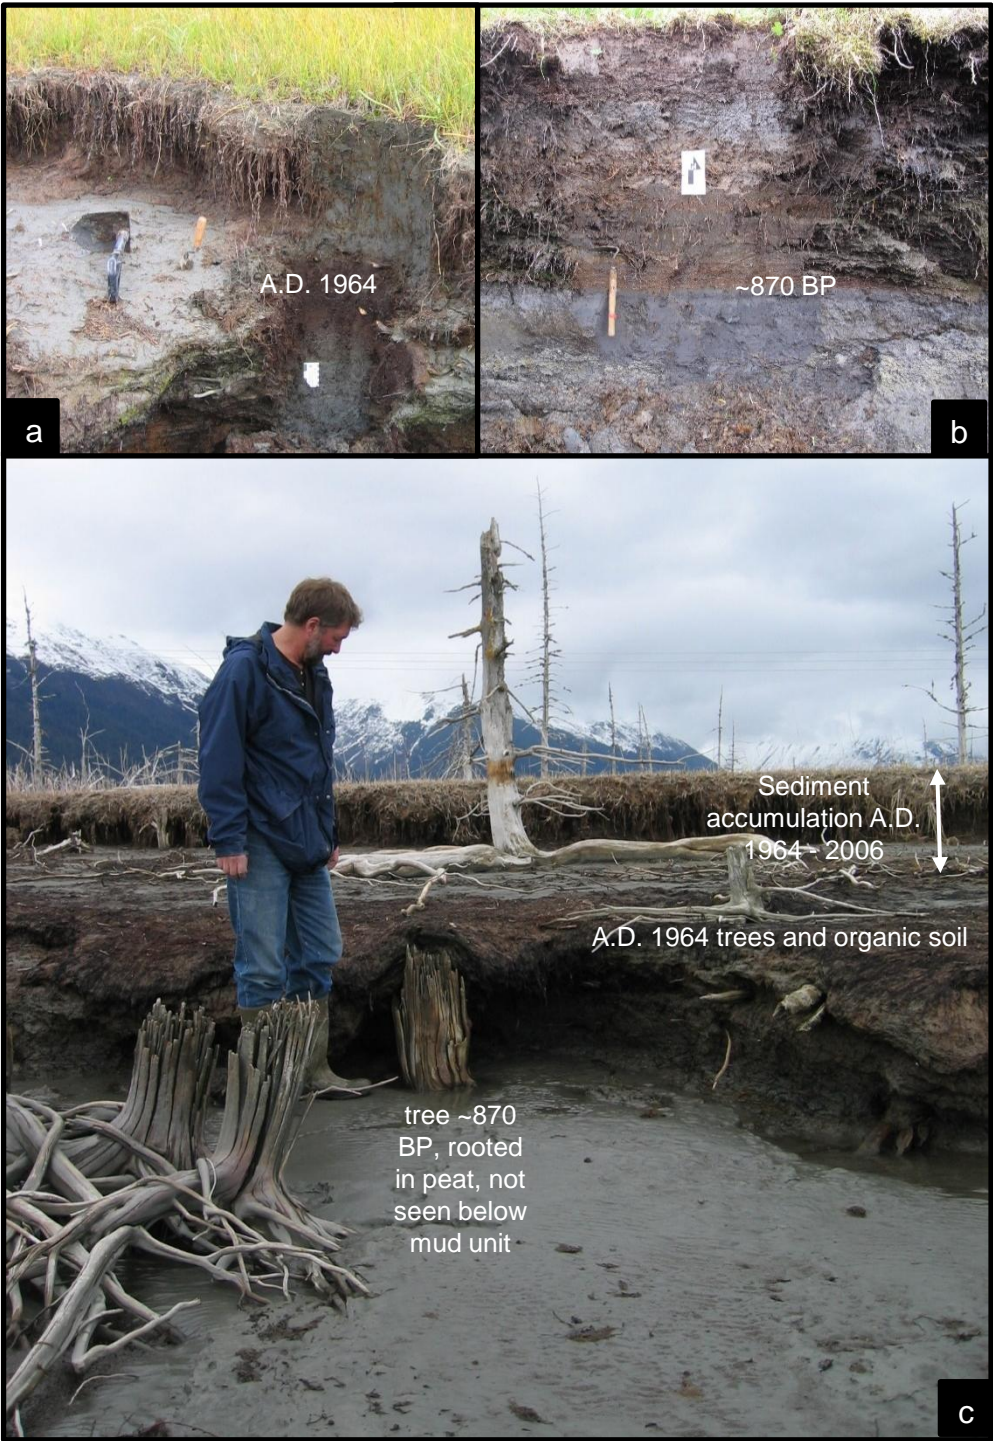 A.D. 1964
a
~870 BP
b
Sediment
accumulation A.D.
1964 - 2006
A.D. 1964 trees and organic soil
tree ~870
BP, rooted
in peat, not
seen below
mud unit
c